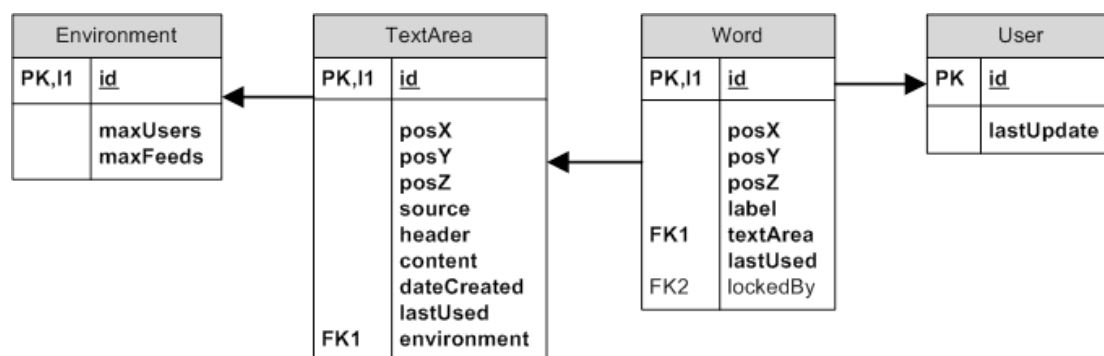 Environment
PK,I1 id
maxUsers
maxFeeds
TextArea
PK,I1 id
posX
posY
posZ
source
header
content
dateCreated
lastUsed
FK1 environment
Word
PK,I1 id
posX
posY
posZ
label
FK1 textArea
lastUsed
FK2 lockedBy
User
PK id
lastUpdate